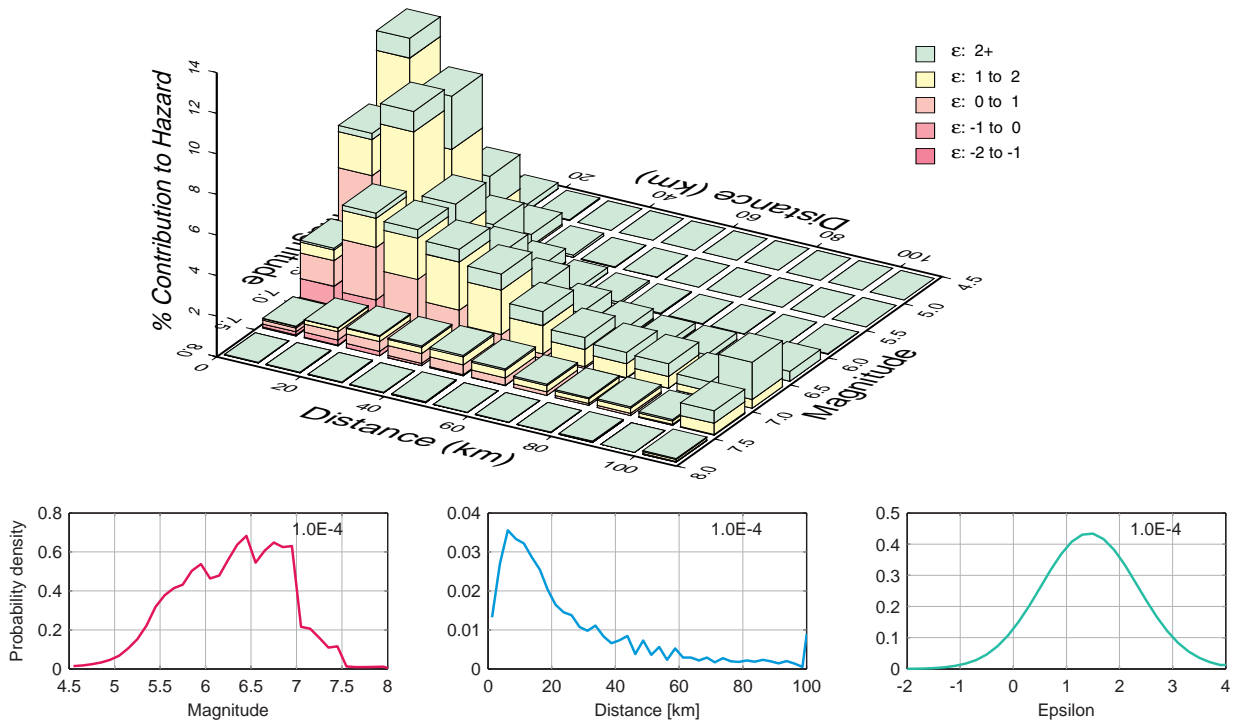 ε: 2+
ε: 1 to 2
ε: 0 to 1
ε: -1 to 0
ε: -2 to -1
% Contribution to Hazard
14
12
10
8
6
4
2
0
Distance (km)
20
40
60
80
100
7.0
7.5
8.0
0
20
40
60
80
100
Distance (km)
4.5
5.0
5.5
6.0
6.5
7.0
7.5
8.0
Magnitude
Probability density
0.8
0.6
0.4
0.2
0
1.0E-4
4.5 5 5.5 6 6.5 7 7.5 8
Magnitude
0.04
0.03
0.02
0.01
0
1.0E-4
0 20 40 60 80 100
Distance [km]
0.5
0.4
0.3
0.2
0.1
0
1.0E-4
-2 -1 0 1 2 3 4
Epsilon